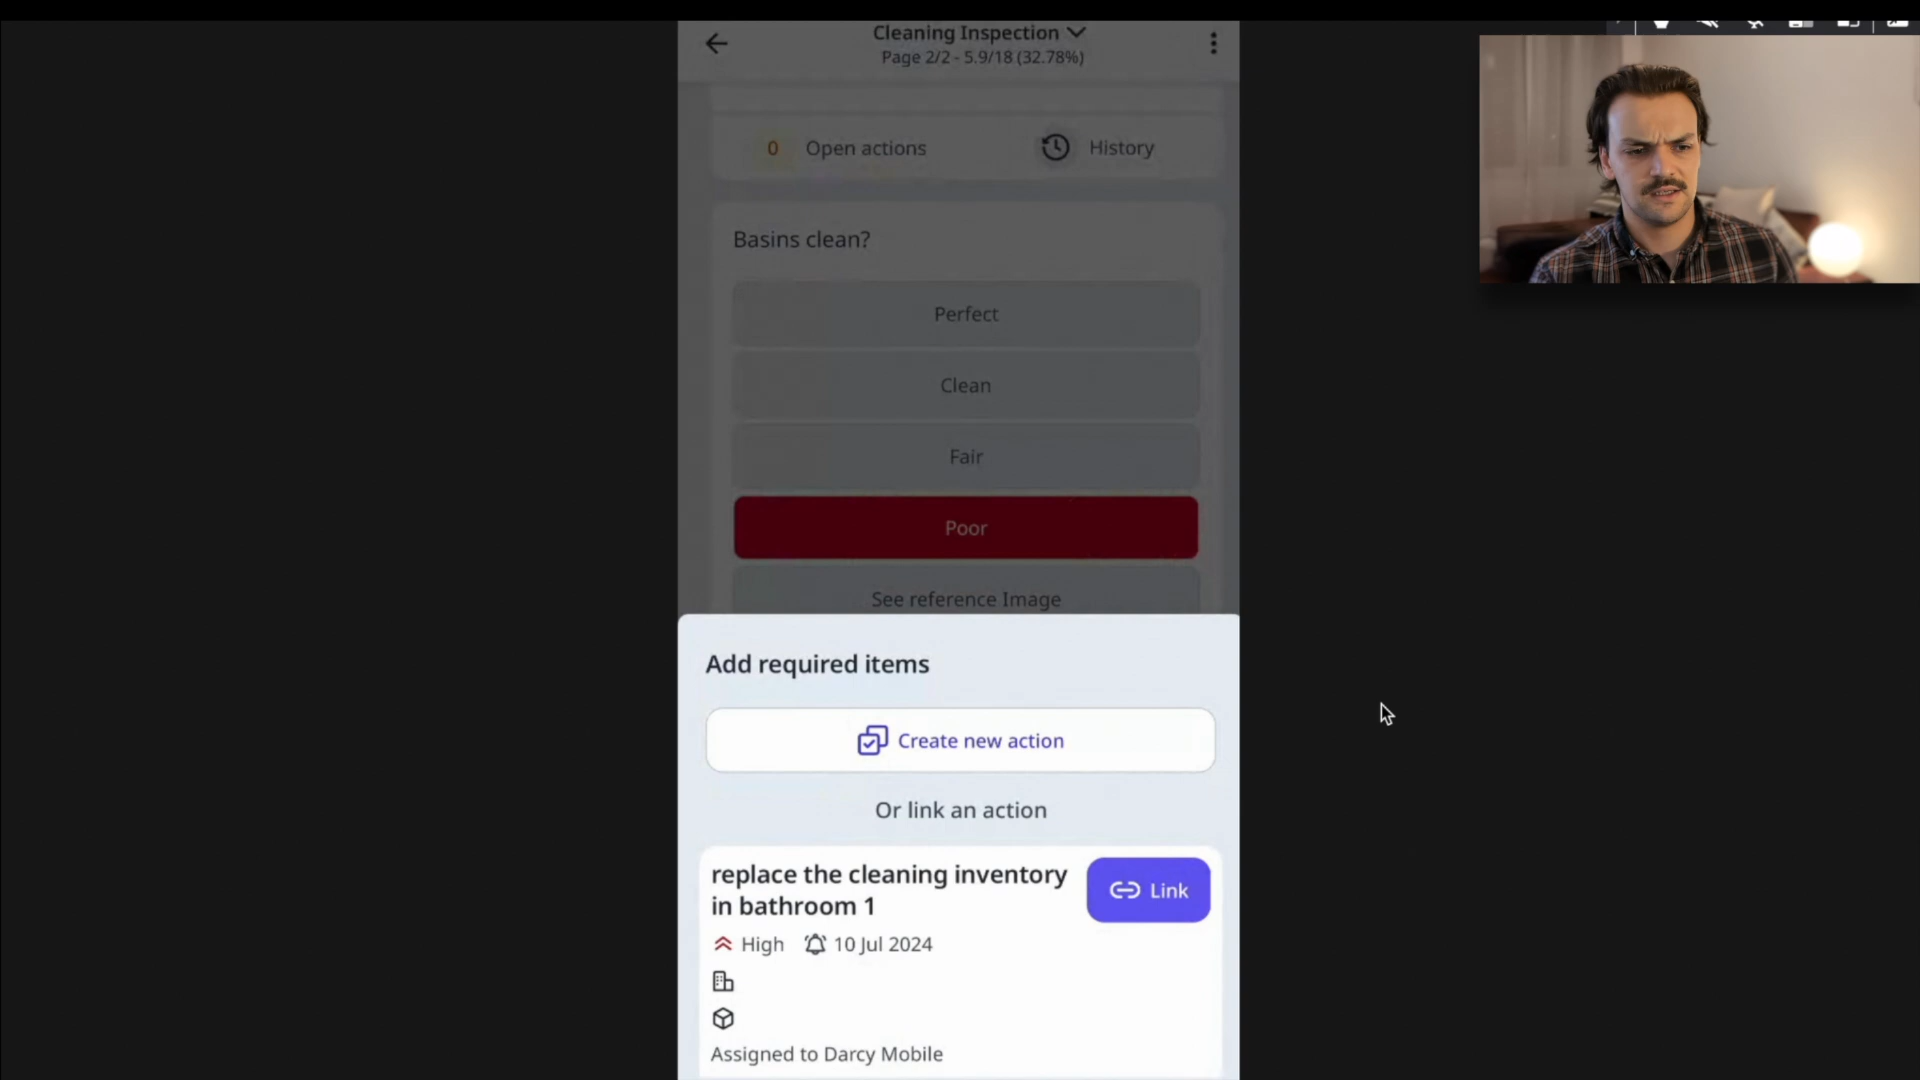 Cleaning Inspection
Page 2/2 - 5.9/18 (32.78%)
0 Open actions
History
Basins clean?
Perfect
Clean
Fair
Poor
See reference Image
Add required items
Create new action
Or link an action
replace the cleaning inventory
in bathroom 1
Link
High 10 Jul 2024
Assigned to Darcy Mobile